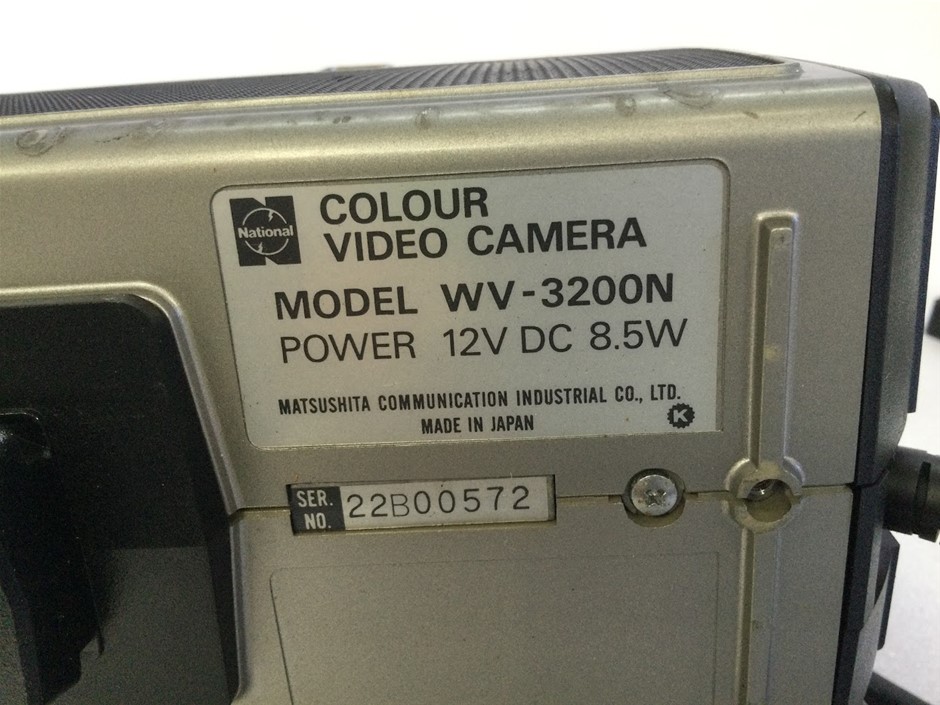 National
COLOUR
VIDEO CAMERA
MODEL WV-3200N
POWER 12V DC 8.5W
MATSUSHITA COMMUNICATION INDUSTRIAL CO., LTD.
MADE IN JAPAN
K
SER. NO. 22B00572